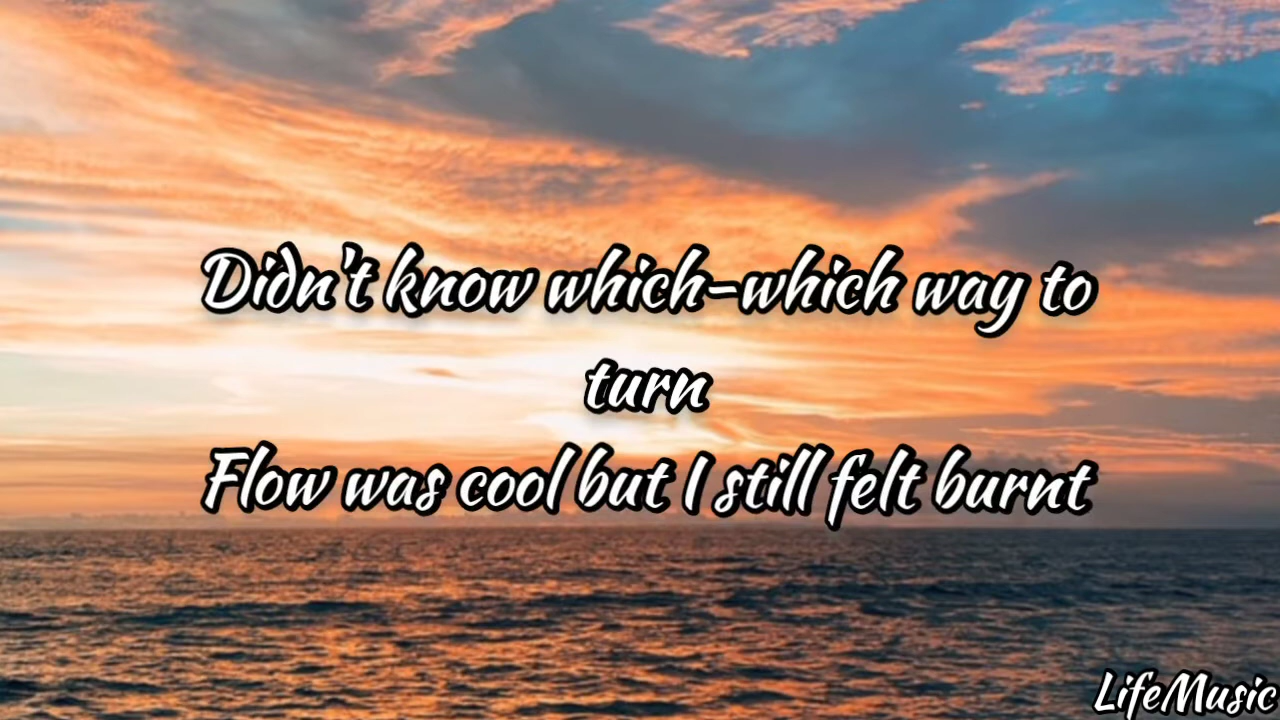 Didn't know which-which way to
turn
Flow was cool but I still felt burnt
LifeMusic